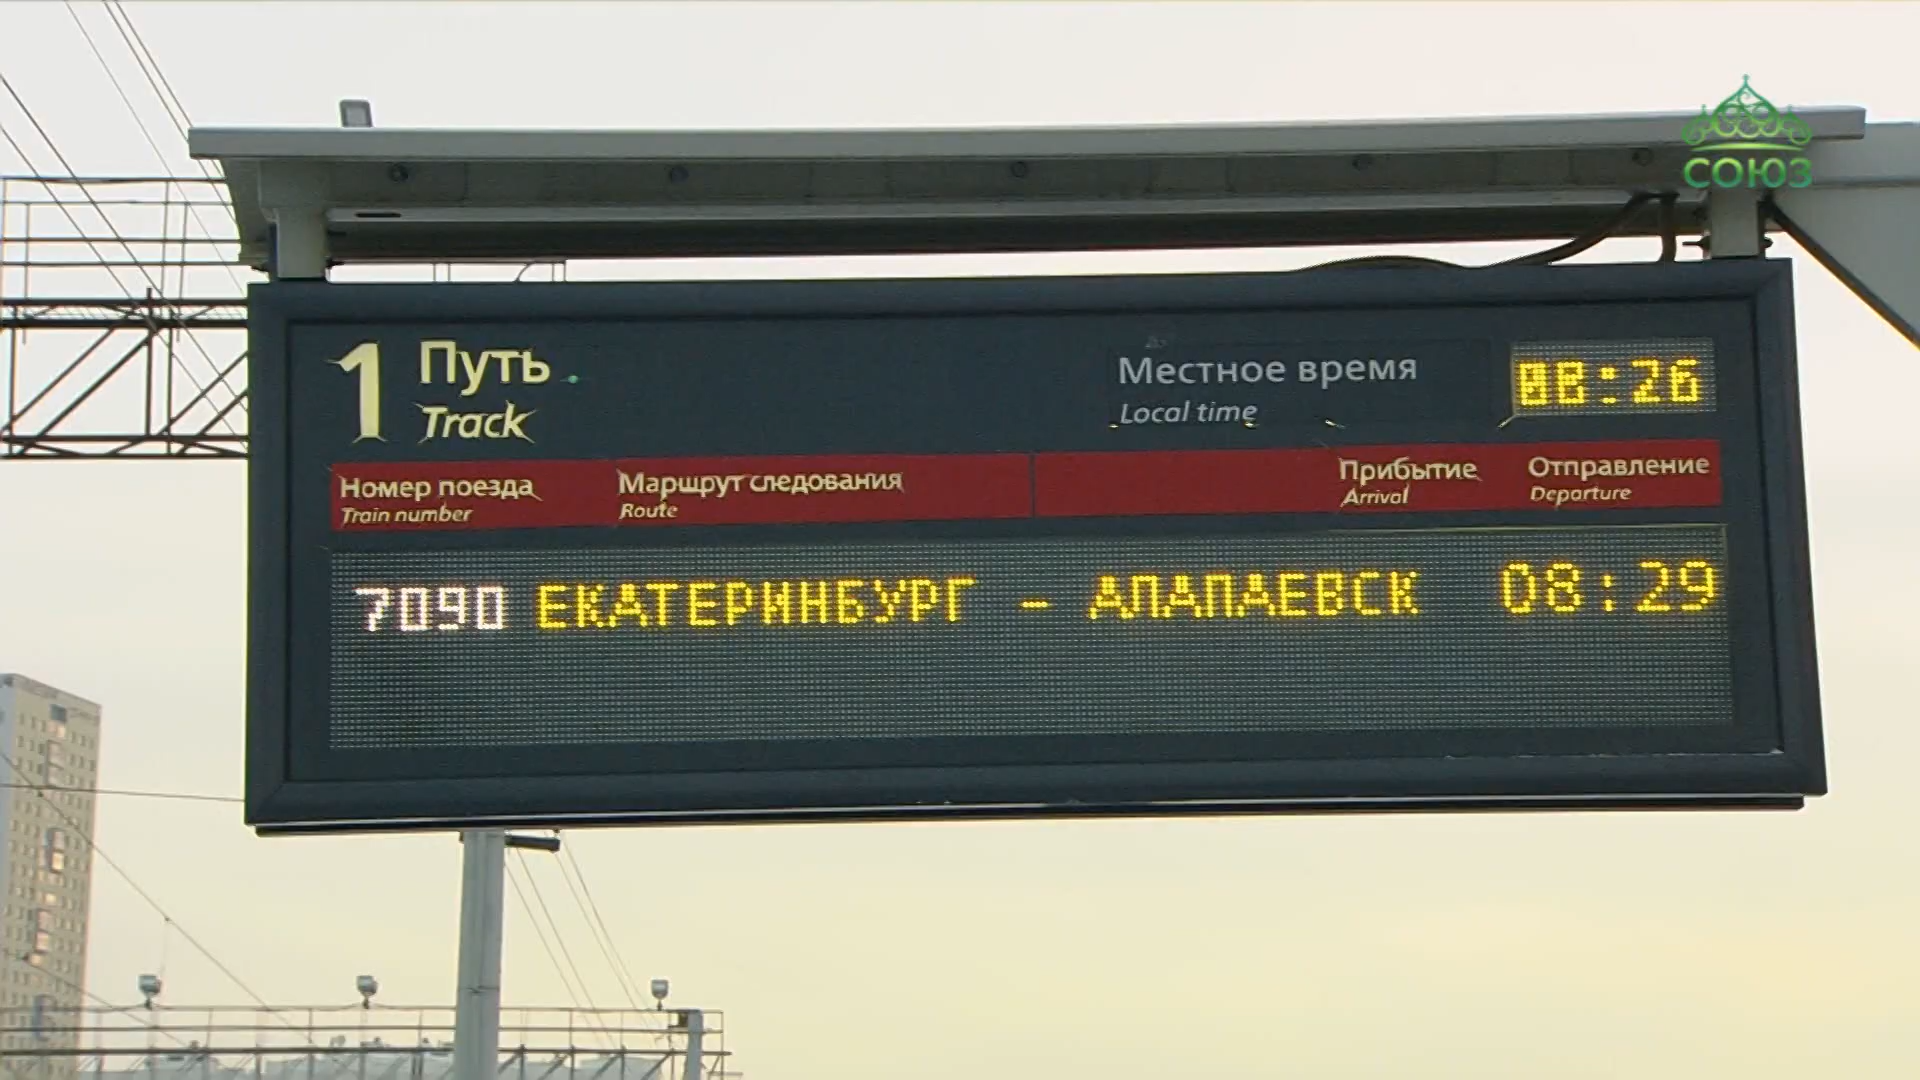 СОЮЗ
1 Путь
Track
Местное время
Local time
08:26
Номер поезда
Train number
Маршрут следования
Route
Прибытие
Arrival
Отправление
Departure
7090 ЕКАТЕРИНБУРГ - АЛАПАЕВСК 08:29